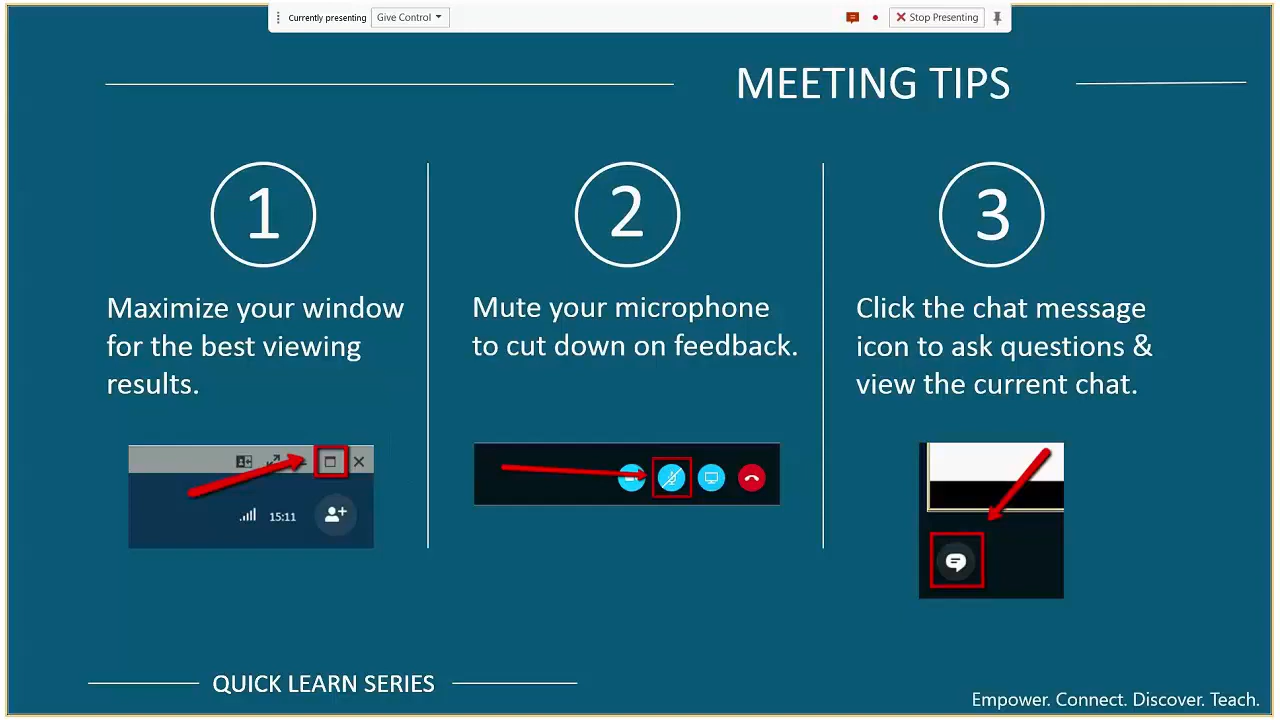 Currently presenting Give Control Stop Presenting
MEETING TIPS
1
Maximize your window
for the best viewing
results.
15:11
2
Mute your microphone
to cut down on feedback.
3
Click the chat message
icon to ask questions &
view the current chat.
QUICK LEARN SERIES
Empower. Connect. Discover. Teach.